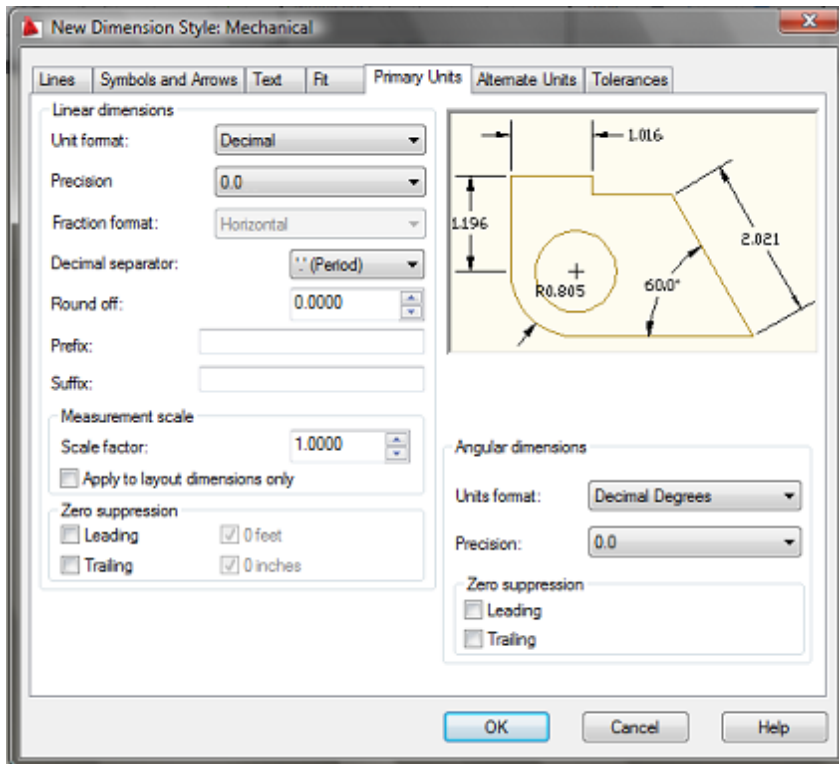 New Dimension Style: Mechanical
Lines Symbols and Arrows Text Fit Primary Units Alternate Units Tolerances
Linear dimensions
Unit format: Decimal
Precision 0.0
Fraction format: Horizontal
Decimal separator: '.' (Period)
Round off: 0.0000
Prefix:
Suffix:
Measurement scale
Scale factor: 1.0000
Apply to layout dimensions only
Zero suppression
Leading 0 feet
Trailing 0 inches
1.016
1.196
2.021
R0.805
60.0°
Angular dimensions
Units format: Decimal Degrees
Precision: 0.0
Zero suppression
Leading
Trailing
OK Cancel Help